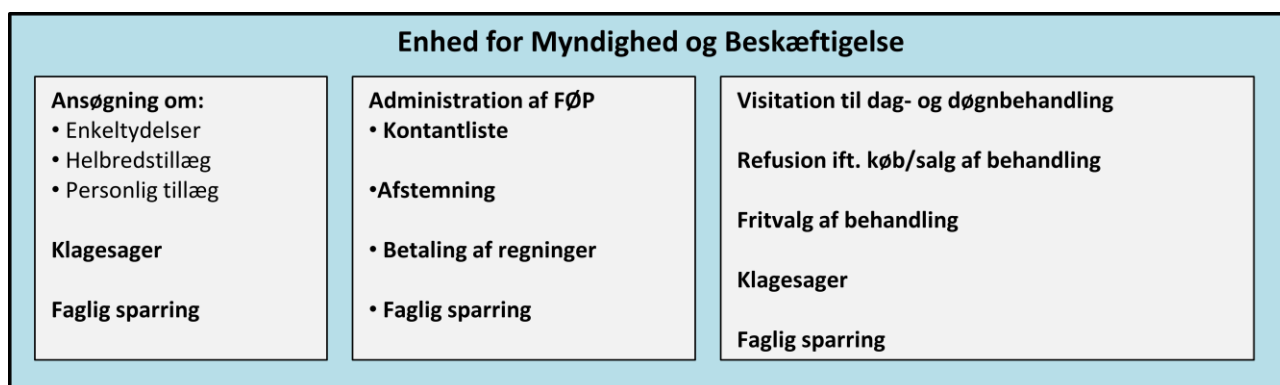 Enhed for Myndighed og Beskæftigelse
Ansøgning om:
• Enkeltydelser
• Helbredstillæg
• Personlig tillæg
Klagesager
Faglig sparring
Administration af FØP
• Kontantliste
•Afstemning
• Betaling af regninger
• Faglig sparring
Visitation til dag- og døgnbehandling
Refusion ift. køb/salg af behandling
Fritvalg af behandling
Klagesager
Faglig sparring